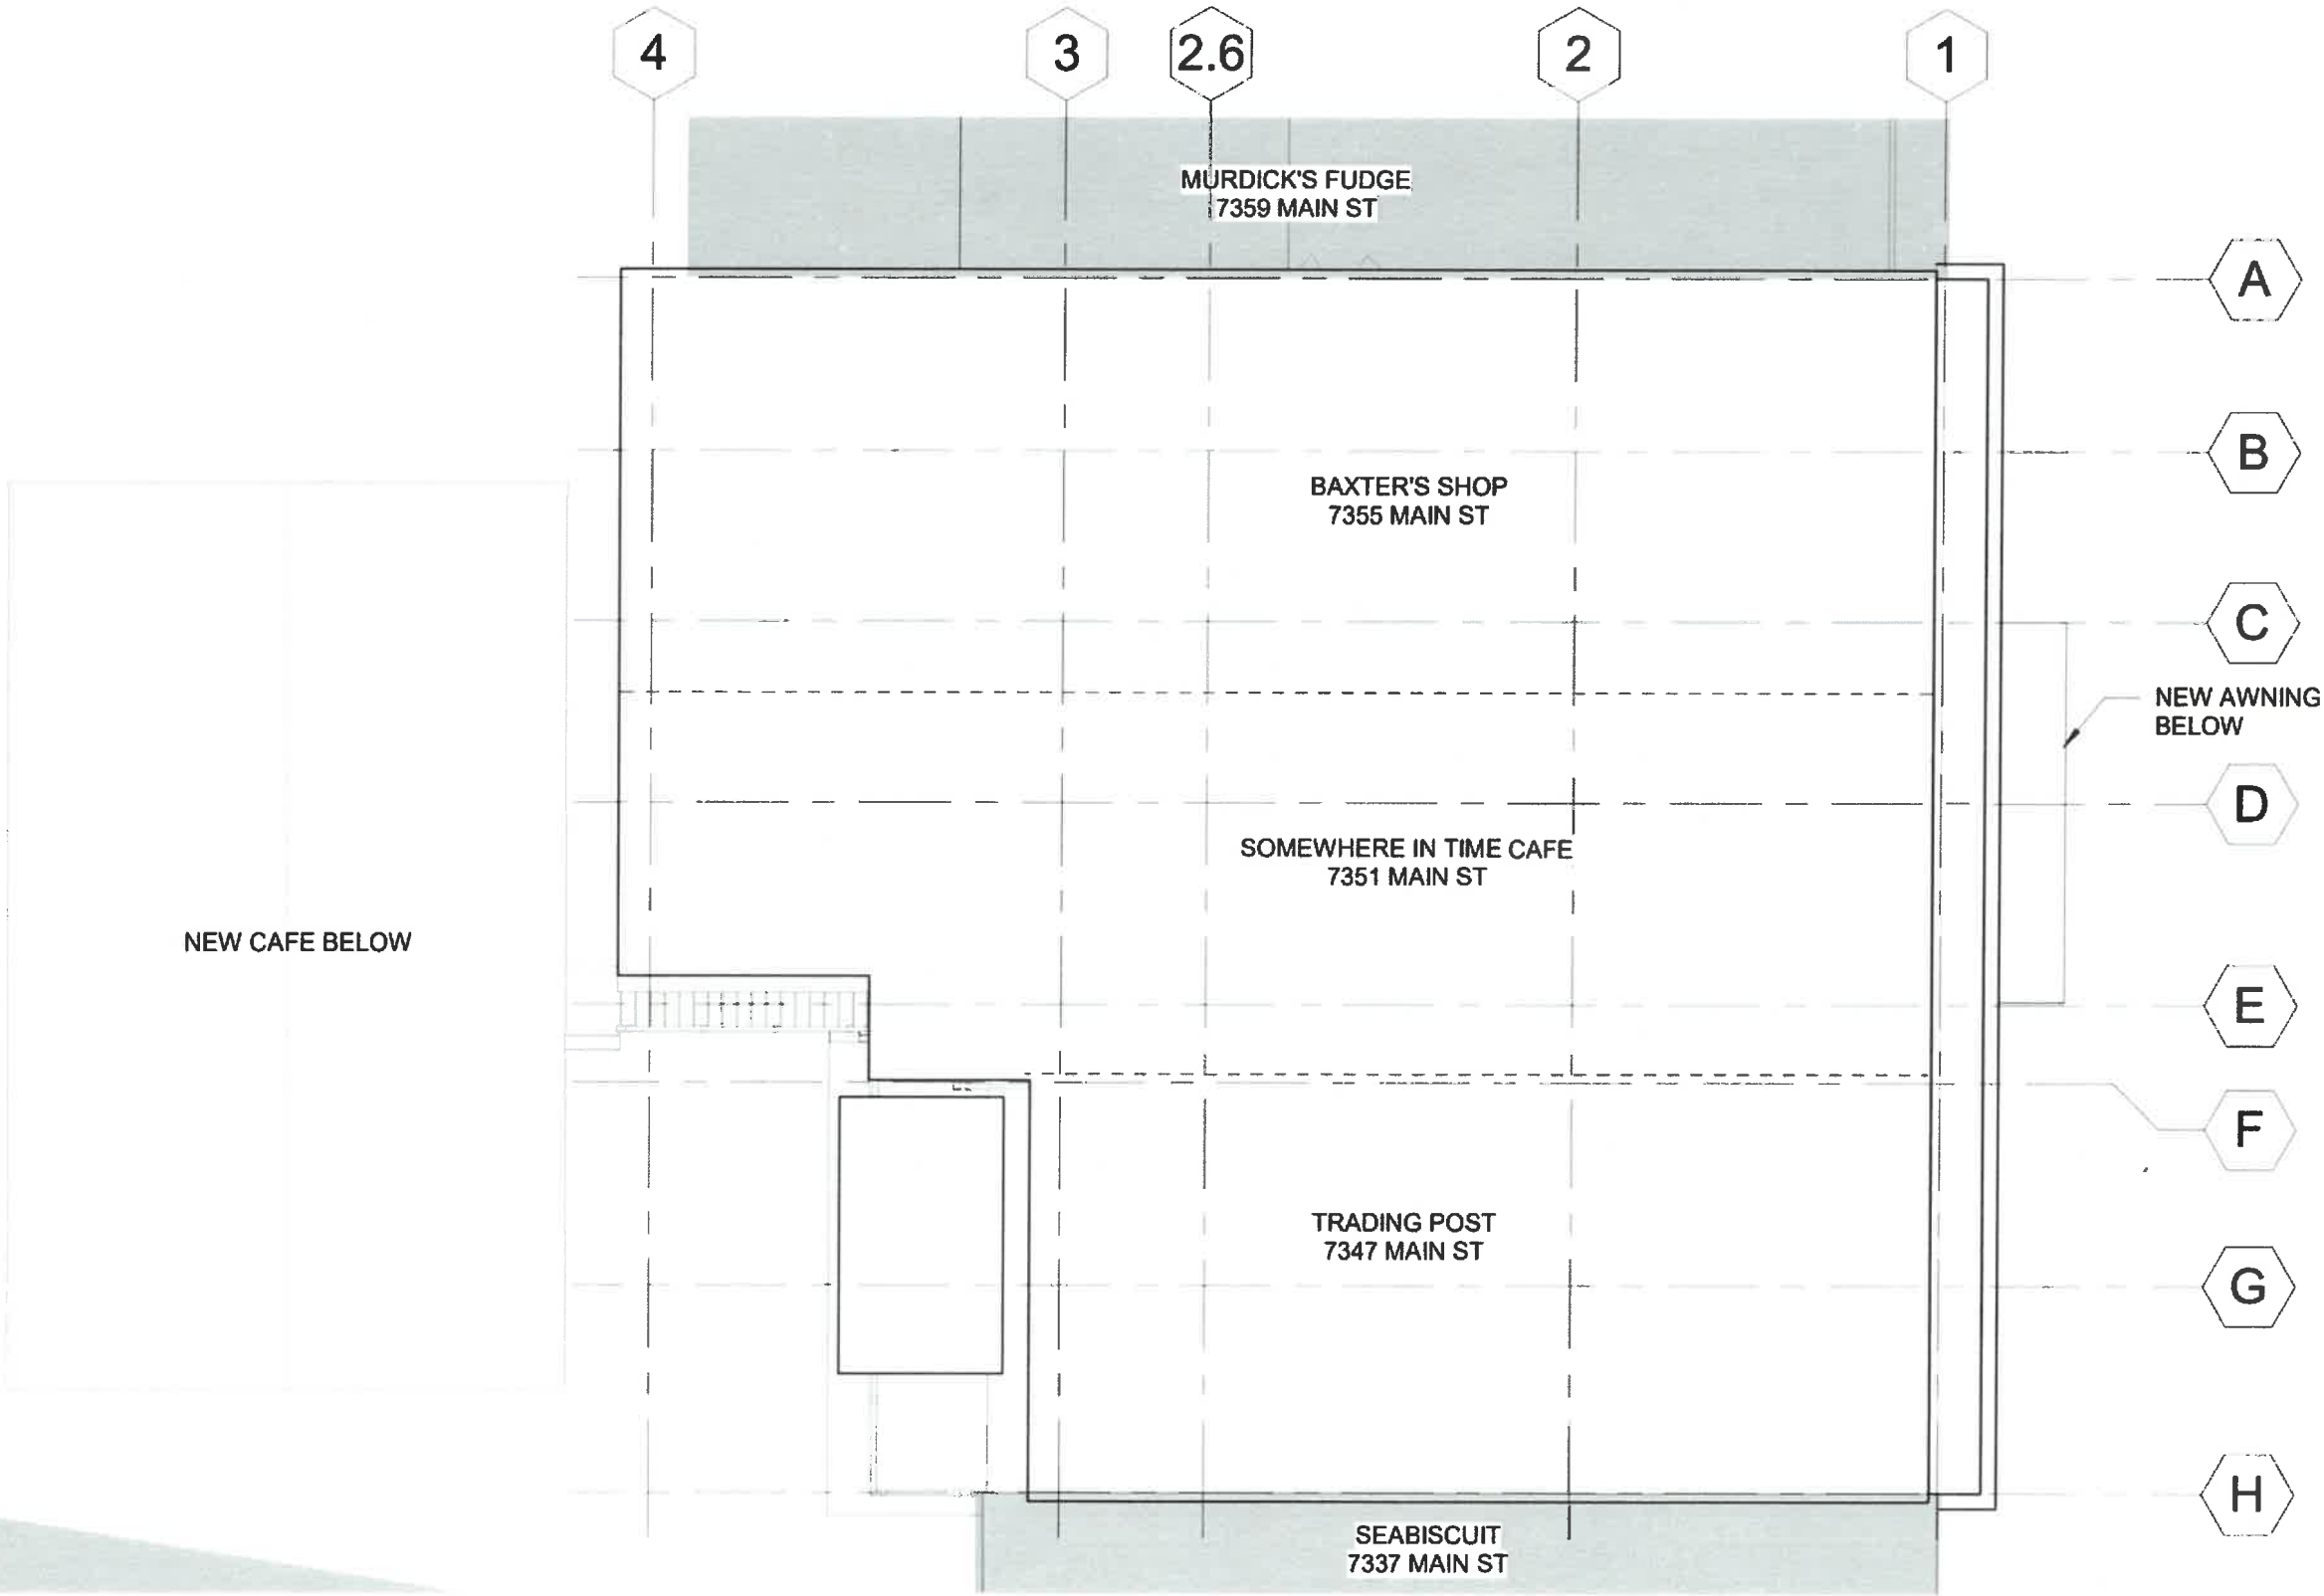 4
3
2.6
2
1
MURDICK'S FUDGE
7359 MAIN ST
A
B
BAXTER'S SHOP
7355 MAIN ST
C
NEW AWNING
BELOW
D
SOMEWHERE IN TIME CAFE
7351 MAIN ST
NEW CAFE BELOW
E
F
TRADING POST
7347 MAIN ST
G
H
SEABISCUIT
7337 MAIN ST